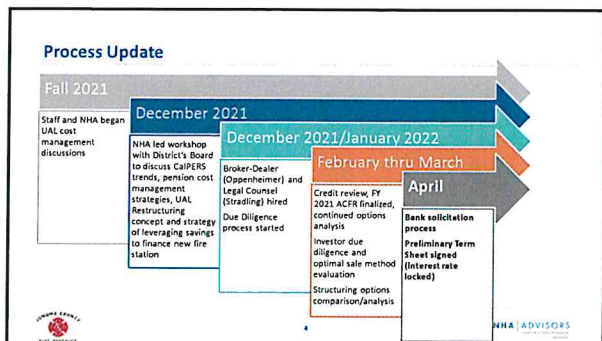 Process Update
Fall 2021
Staff and NHA began
UAL cost
management
discussions
December 2021
NHA led workshop
with District's Board
to discuss CalPERS
trends, pension cost
management
strategies, UAL
Restructuring
concept and strategy
of leveraging savings
to finance new fire
station
December 2021/January 2022
Broker-Dealer
(Oppenheimer) and
Legal Counsel
(Stradling) hired
Due Diligence
process started
February thru March
Credit review, FY
2021 ACFR finalized,
continued options
analysis
Investor due
diligence and
optimal sale method
evaluation
Structuring options
comparison/analysis
April
Bank solicitation
process
Preliminary Term
Sheet signed
(Interest rate
locked)
SONOMA COUNTY
FIRE DISTRICT
4
NHA | ADVISORS